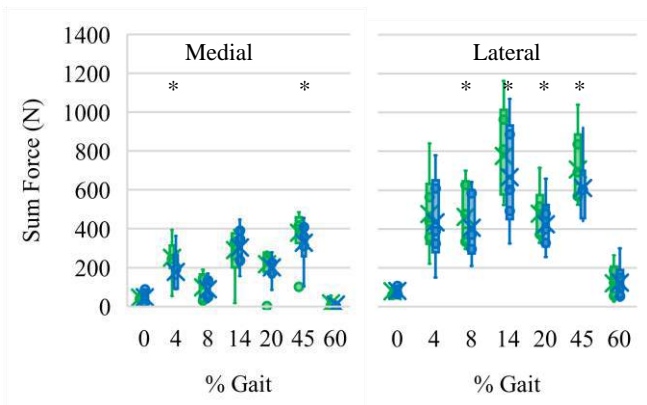 1400
1200
1000
800
600
400
200
0
Sum Force (N)
Medial
* *
0 4 8 14 20 45 60
% Gait
Lateral
* * * *
0 4 8 14 20 45 60
% Gait